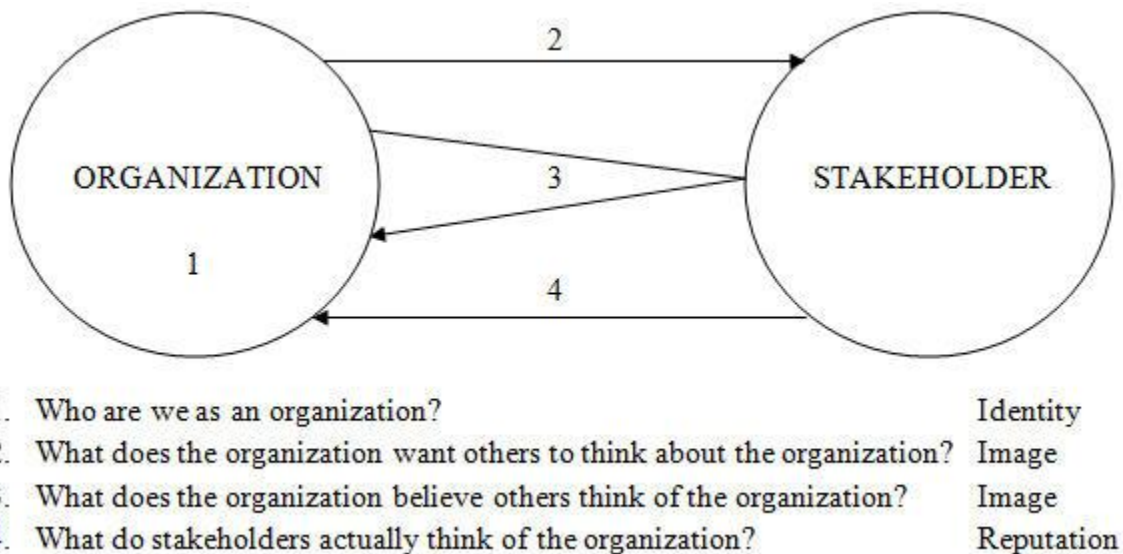 2
ORGANIZATION 3 STAKEHOLDER
1
4
. Who are we as an organization? Identity
. What does the organization want others to think about the organization? Image
. What does the organization believe others think of the organization? Image
. What do stakeholders actually think of the organization? Reputation